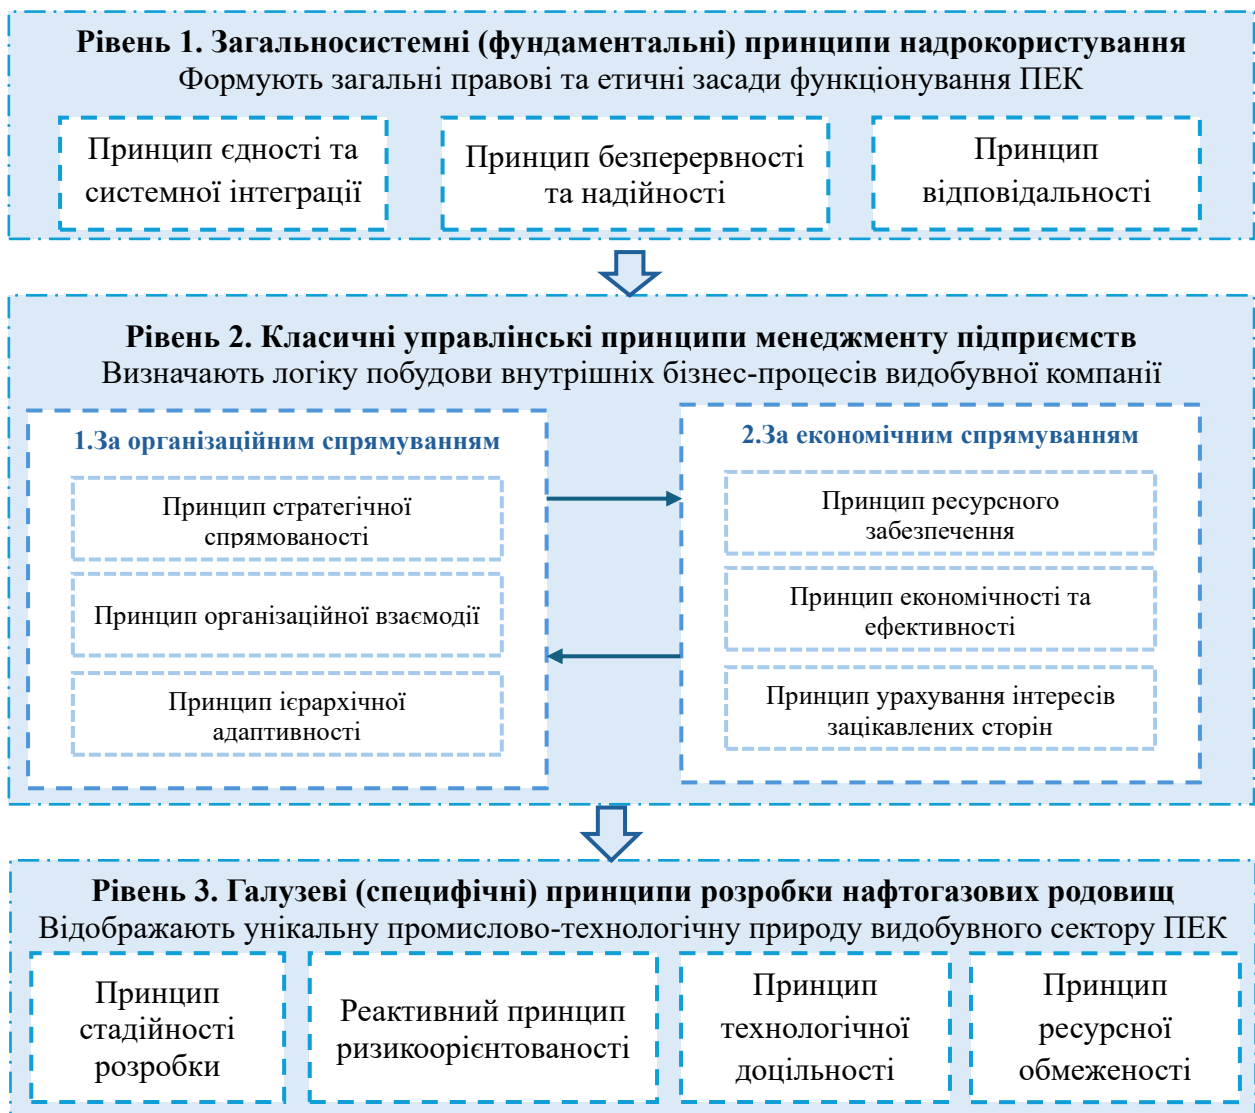 Рівень 1. Загальносистемні (фундаментальні) принципи надрокористування
Формують загальні правові та етичні засади функціонування ПЕК
Принцип єдності та
системної інтеграції
Принцип безперервності
та надійності
Принцип
відповідальності
Рівень 2. Класичні управлінські принципи менеджменту підприємств
Визначають логіку побудови внутрішніх бізнес-процесів видобувної компанії
1.За організаційним спрямуванням
Принцип стратегічної
спрямованості
Принцип організаційної взаємодії
Принцип ієрархічної
адаптивності
2.За економічним спрямуванням
Принцип ресурсного
забезпечення
Принцип економічності та
ефективності
Принцип урахування інтересів
зацікавлених сторін
Рівень 3. Галузеві (специфічні) принципи розробки нафтогазових родовищ
Відображають унікальну промислово-технологічну природу видобувного сектору ПЕК
Принцип
стадійності
розробки
Реактивний принцип
ризикоорієнтованості
Принцип
технологічної
доцільності
Принцип
ресурсної
обмеженості